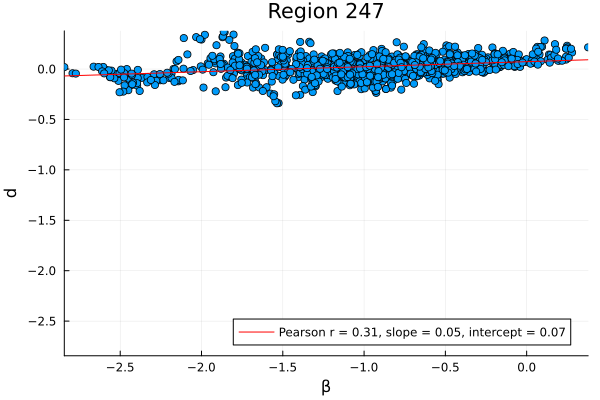 Region 247
0.0
−0.5
−1.0
−1.5
−2.0
−2.5
d
Pearson r = 0.31, slope = 0.05, intercept = 0.07
−2.5 −2.0 −1.5 −1.0 −0.5 0.0
β